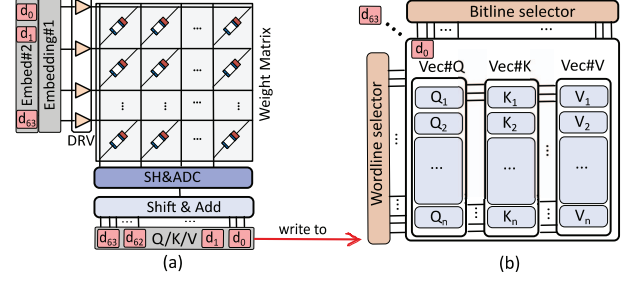 d0
d1
d63
Embed#2
Embedding#1
DRV
... ...
⋮ ⋮ ... ⋮
... ...
Weight Matrix
SH&ADC
Shift & Add
...
d63 d62 Q/K/V d1 d0
(a)
write to
d63
Bitline selector
... ...
d0
Wordline selector
Vec#Q Vec#K Vec#V
Q1 K1 V1
Q2 K2 V2
... ... ...
Qn Kn Vn
(b)